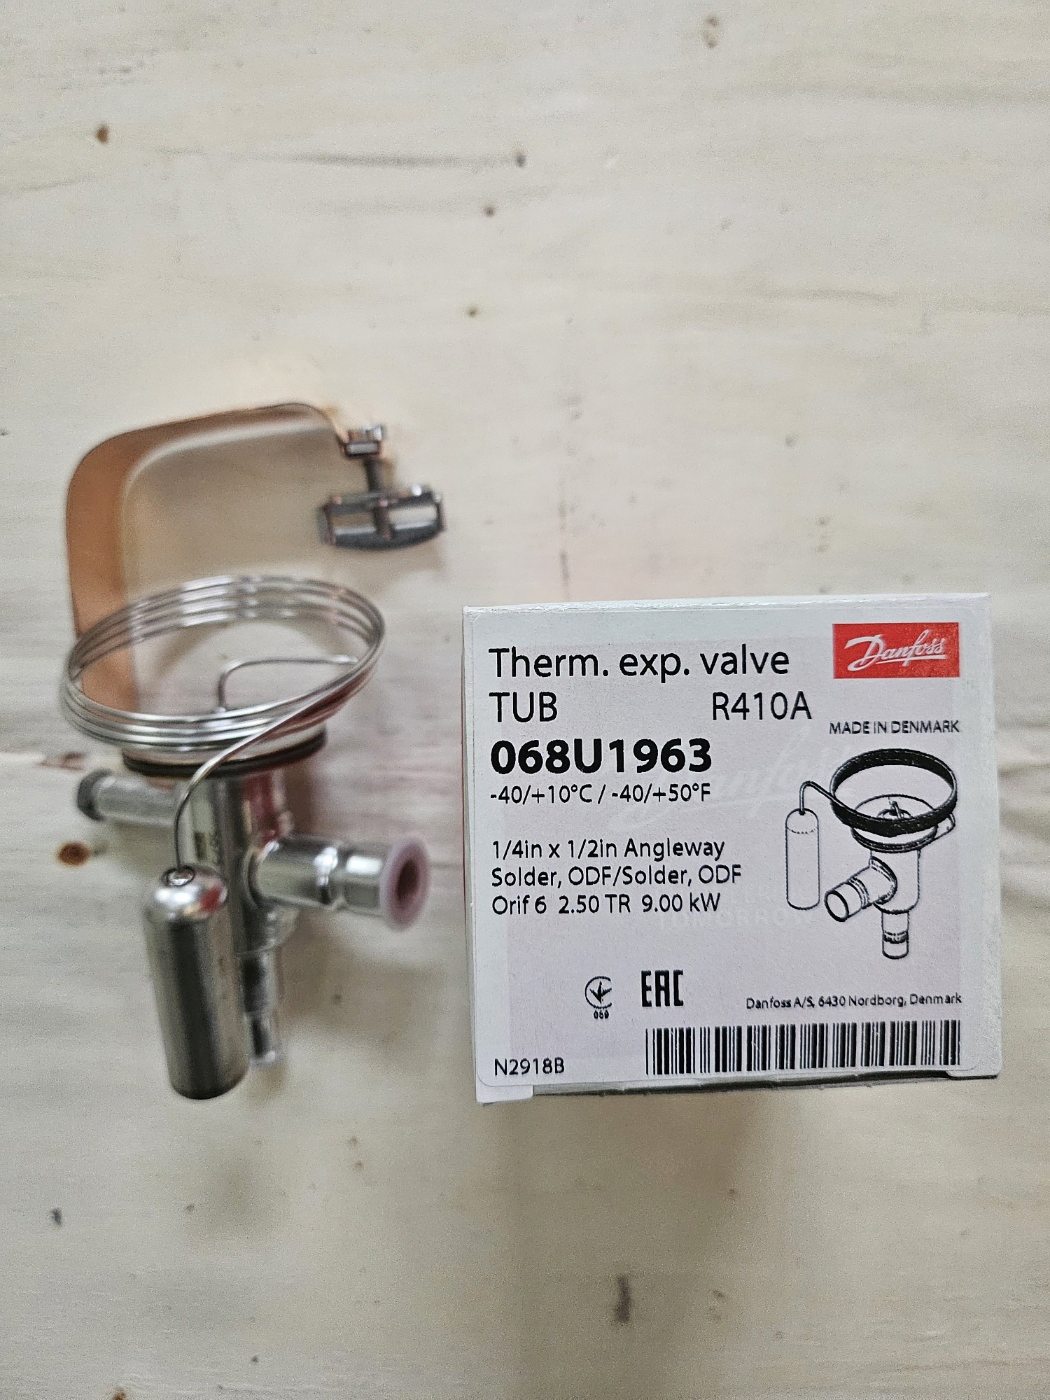 Therm. exp. valve
Danfoss
TUB R410A
MADE IN DENMARK
068U1963
-40/+10°C / -40/+50°F
1/4in x 1/2in Angleway
Solder, ODF/Solder, ODF
Orif 6 2.50 TR 9.00 kW
EAC
Danfoss A/S, 6430 Nordborg, Denmark
N2918B